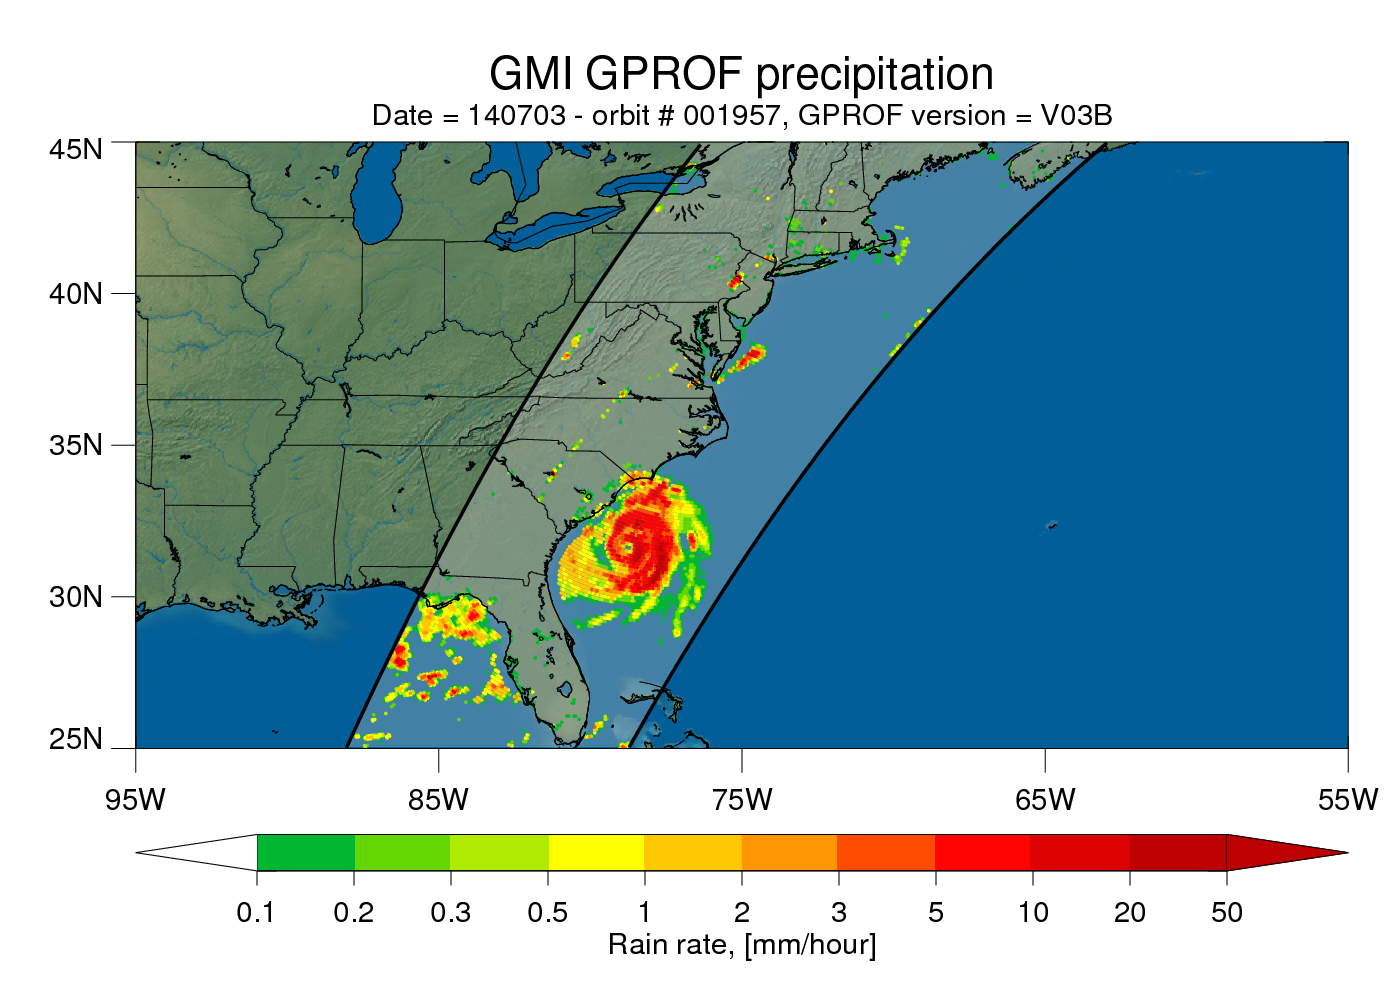 GMI GPROF precipitation
Date = 140703 - orbit # 001957, GPROF version = V03B
45N
40N
35N
30N
25N
95W 85W 75W 65W 55W
0.1 0.2 0.3 0.5 1 2 3 5 10 20 50
Rain rate, [mm/hour]